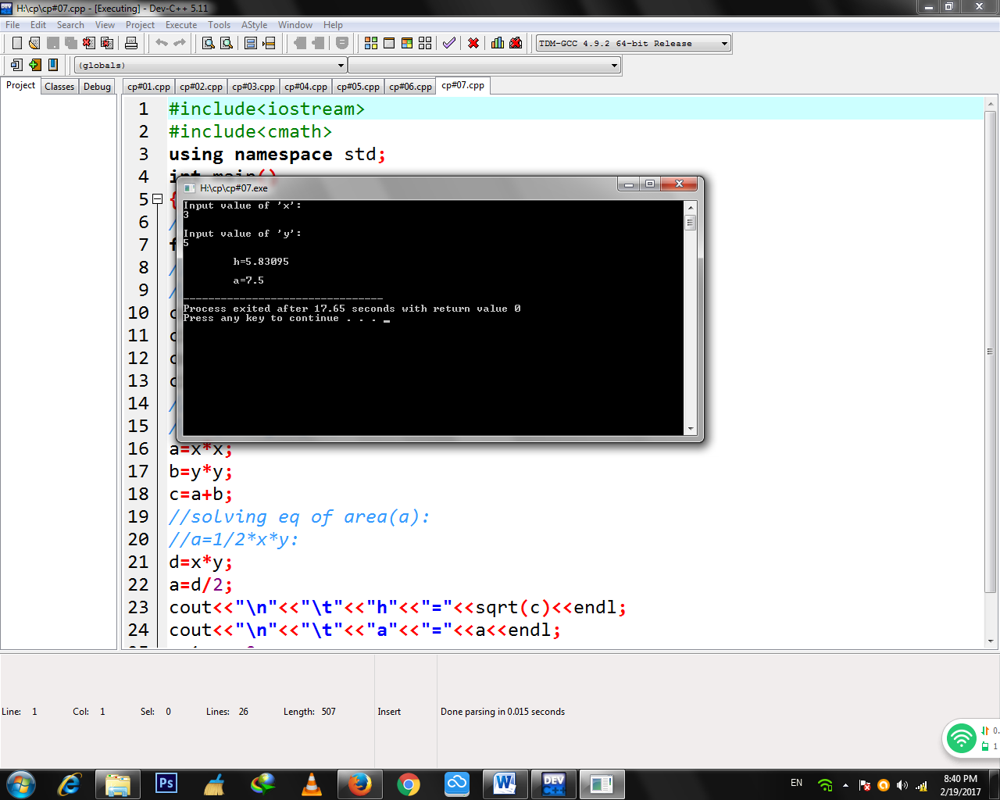 H:\cp\cp#07.cpp - [Executing] - Dev-C++ 5.11
File Edit Search View Project Execute Tools AStyle Window Help
TDM-GCC 4.9.2 64-bit Release
(globals)
Project Classes Debug cp#01.cpp cp#02.cpp cp#03.cpp cp#04.cpp cp#05.cpp cp#06.cpp cp#07.cpp
1 #include<iostream>
2 #include<cmath>
3 using namespace std;
4 int main()
5 {
6 /
7 f
8 /
9 /
10 c
11 c
12 c
13 c
14 /
15 /
H:\cp\cp#07.exe
Input value of 'x':
3
Input value of 'y':
5
h=5.83095
a=7.5
--------------------------------
Process exited after 17.65 seconds with return value 0
Press any key to continue . . .
16 a=x*x;
17 b=y*y;
18 c=a+b;
19 //solving eq of area(a):
20 //a=1/2*x*y:
21 d=x*y;
22 a=d/2;
23 cout<<"\n"<<"\t"<<"h"<<"="<<sqrt(c)<<endl;
24 cout<<"\n"<<"\t"<<"a"<<"="<<a<<endl;
Line: 1 Col: 1 Sel: 0 Lines: 26 Length: 507 Insert Done parsing in 0.015 seconds
0.
1
Ps W DEV C++ EN 8:40 PM
2/19/2017